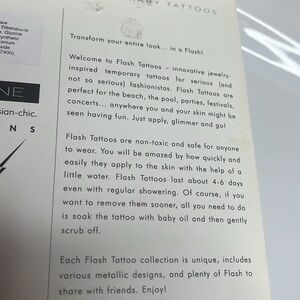 TATTOOS
Transform your entire look... in a Flash!
Welcome to Flash Tattoos – innovative jewelry-
inspired temporary tattoos for serious (and
not so serious) fashionistas. Flash Tattoos are
perfect for the beach, the pool, parties, festivals,
concerts... anywhere you and your skin might be
seen having fun. Just apply, glimmer and go!
Flash Tattoos are non-toxic and safe for anyone
to wear. You will be amazed by how quickly and
easily they apply to the skin with the help of a
little water. Flash Tattoos last about 4-6 days
even with regular showering. Of course, if you
want to remove them sooner, all you need to do
is soak the tattoo with baby oil and then gently
scrub off.
Each Flash Tattoo collection is unique, includes
various metallic designs, and plenty of Flash to
share with friends. Enjoy!
Glycine
NE
sian-chic.
N S